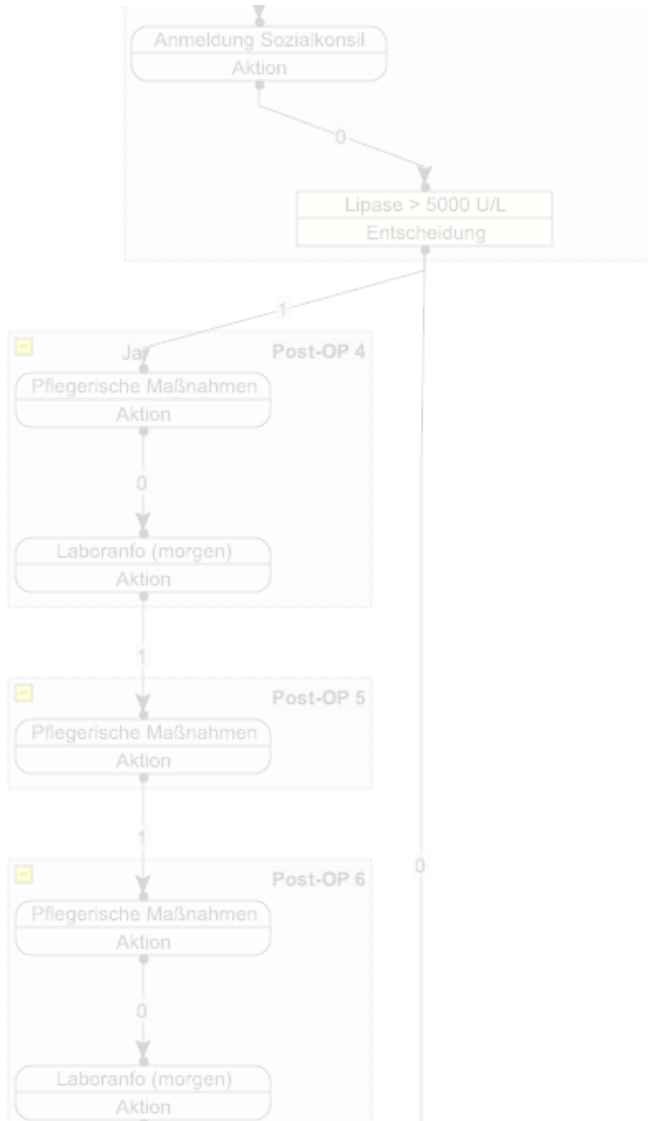 Anmeldung Sozialkonsil
Aktion
0
Lipase > 5000 U/L
Entscheidung
1
Ja
Post-OP 4
Pflegerische Maßnahmen
Aktion
0
Laboranfo (morgen)
Aktion
1
Post-OP 5
Pflegerische Maßnahmen
Aktion
1
0
Post-OP 6
Pflegerische Maßnahmen
Aktion
0
Laboranfo (morgen)
Aktion